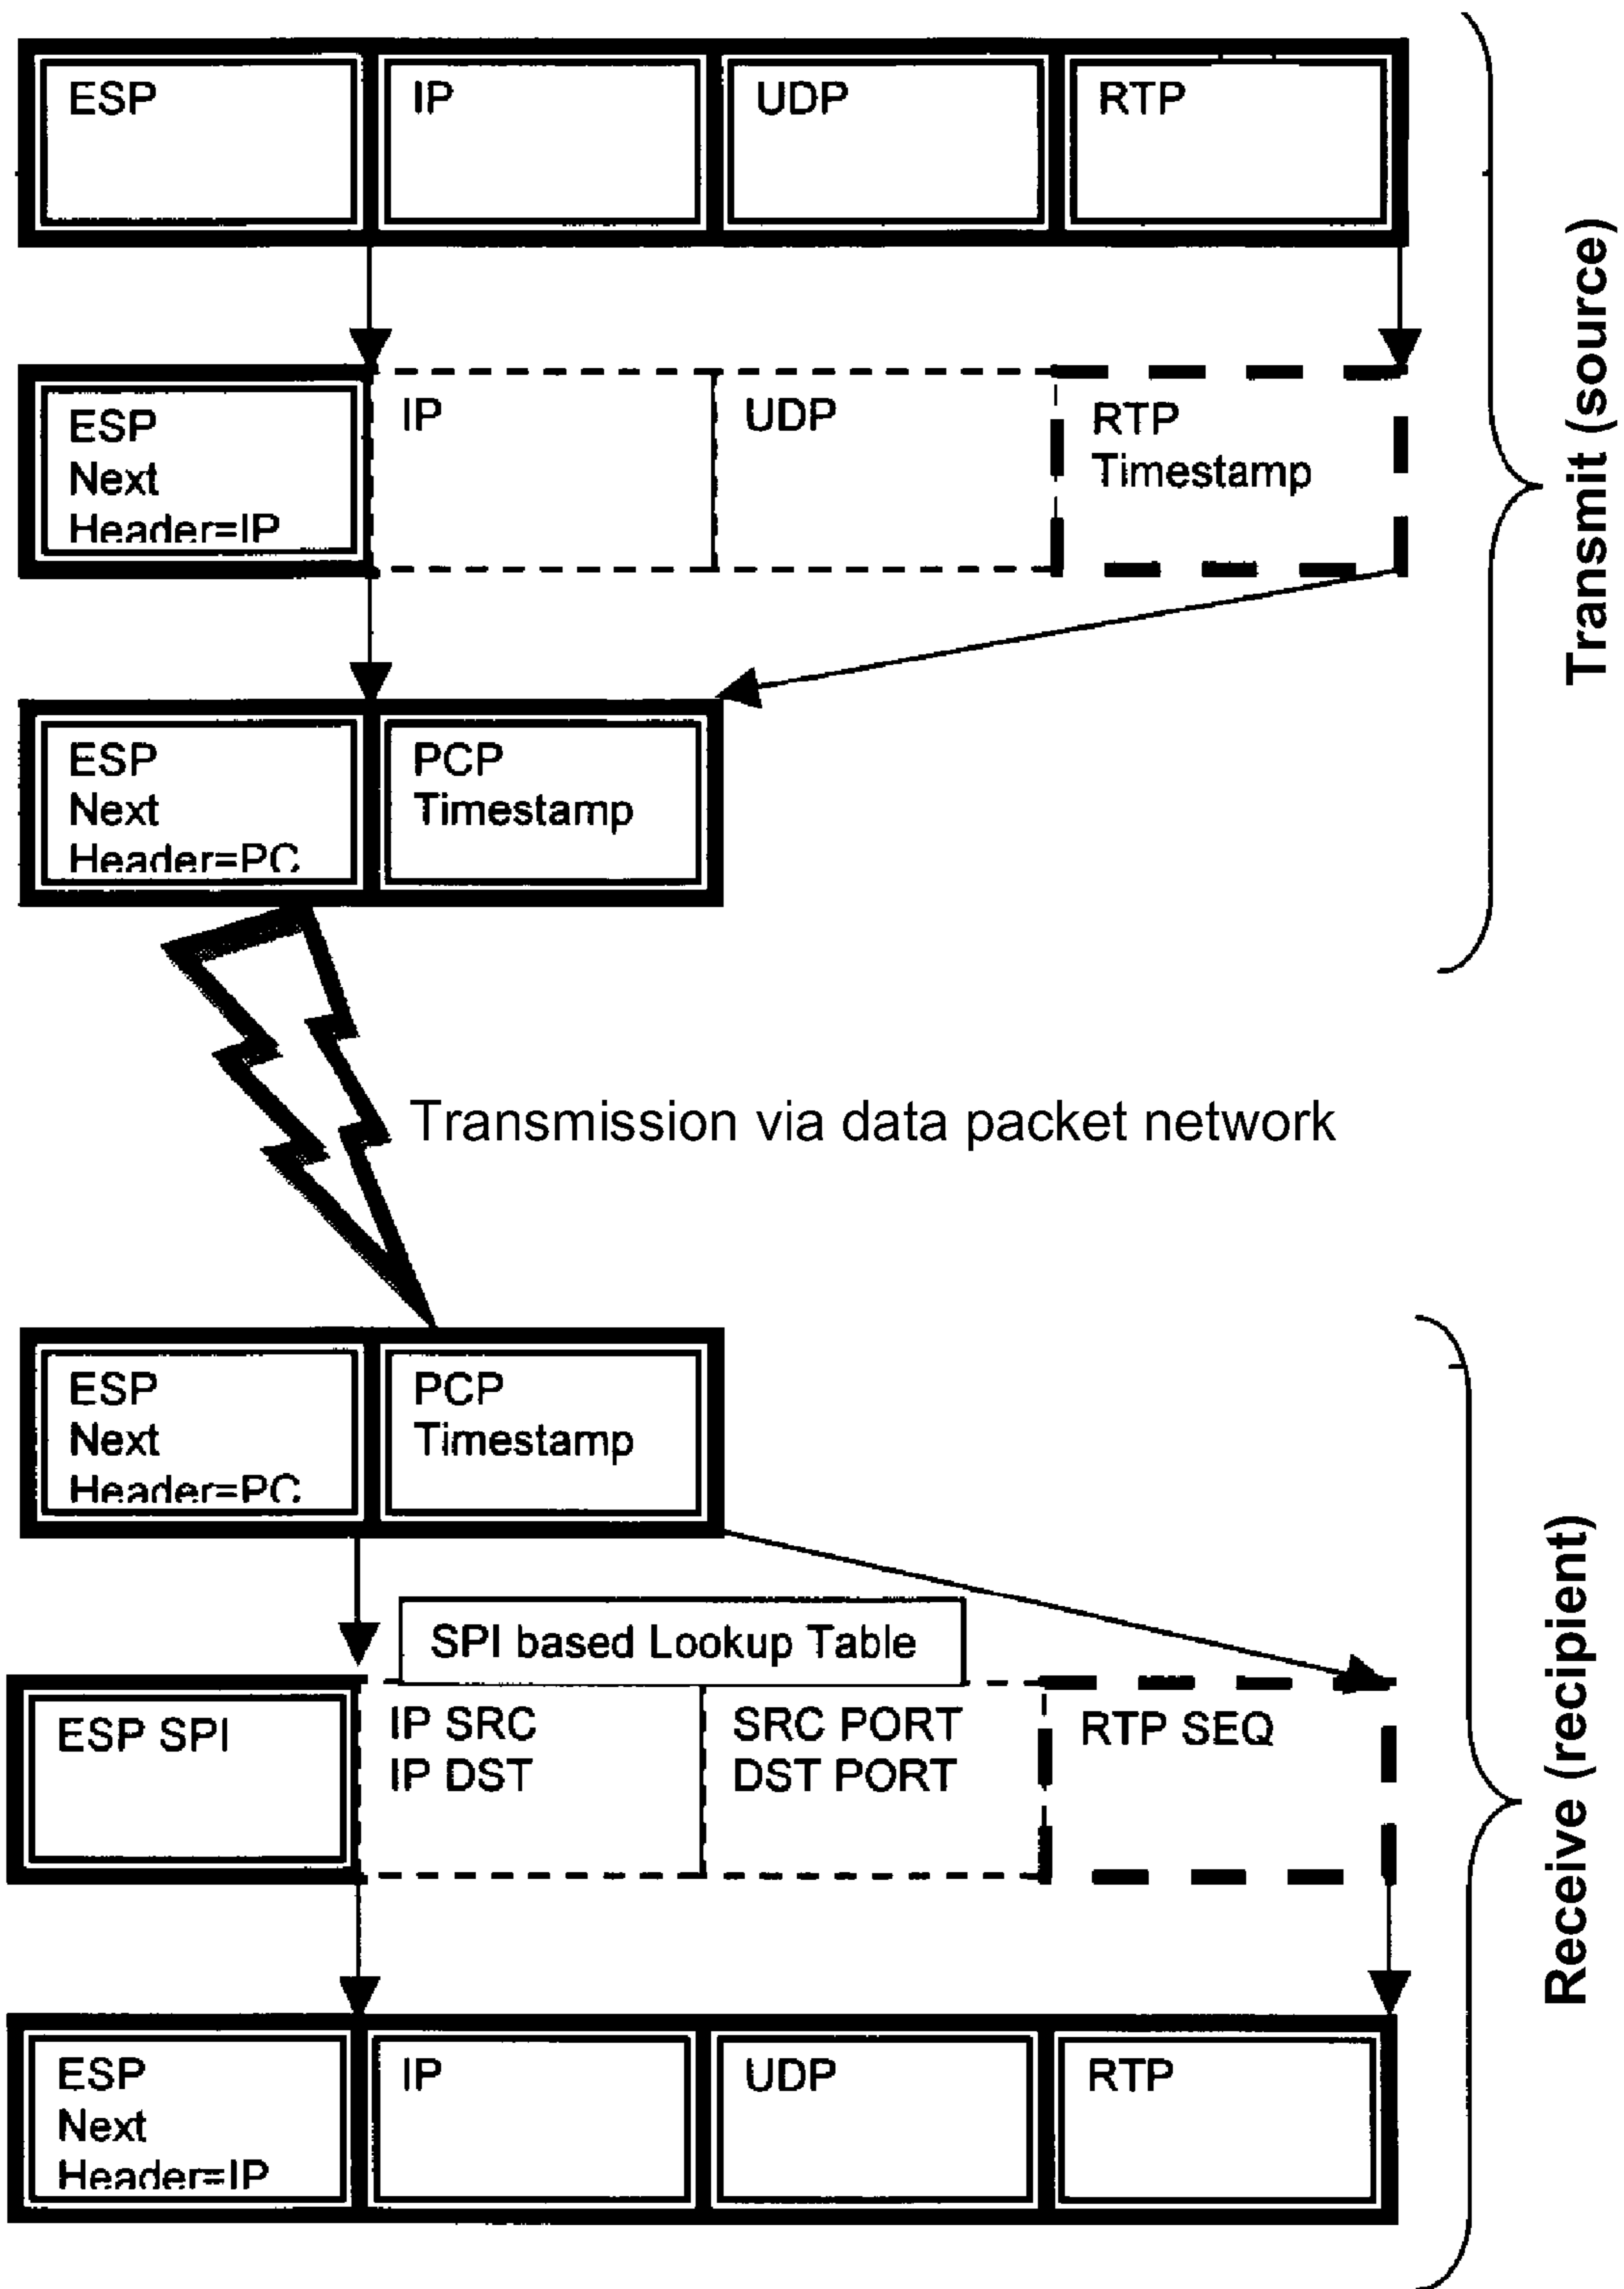 ESP
IP
UDP
RTP
ESP
Next
Header=IP
IP
UDP
RTP
Timestamp
ESP
Next
Header=PC
PCP
Timestamp
Transmit (source)
Transmission via data packet network
ESP
Next
Header=PC
PCP
Timestamp
SPI based Lookup Table
ESP SPI
IP SRC
IP DST
SRC PORT
DST PORT
RTP SEQ
ESP
Next
Header=IP
IP
UDP
RTP
Receive (recipient)